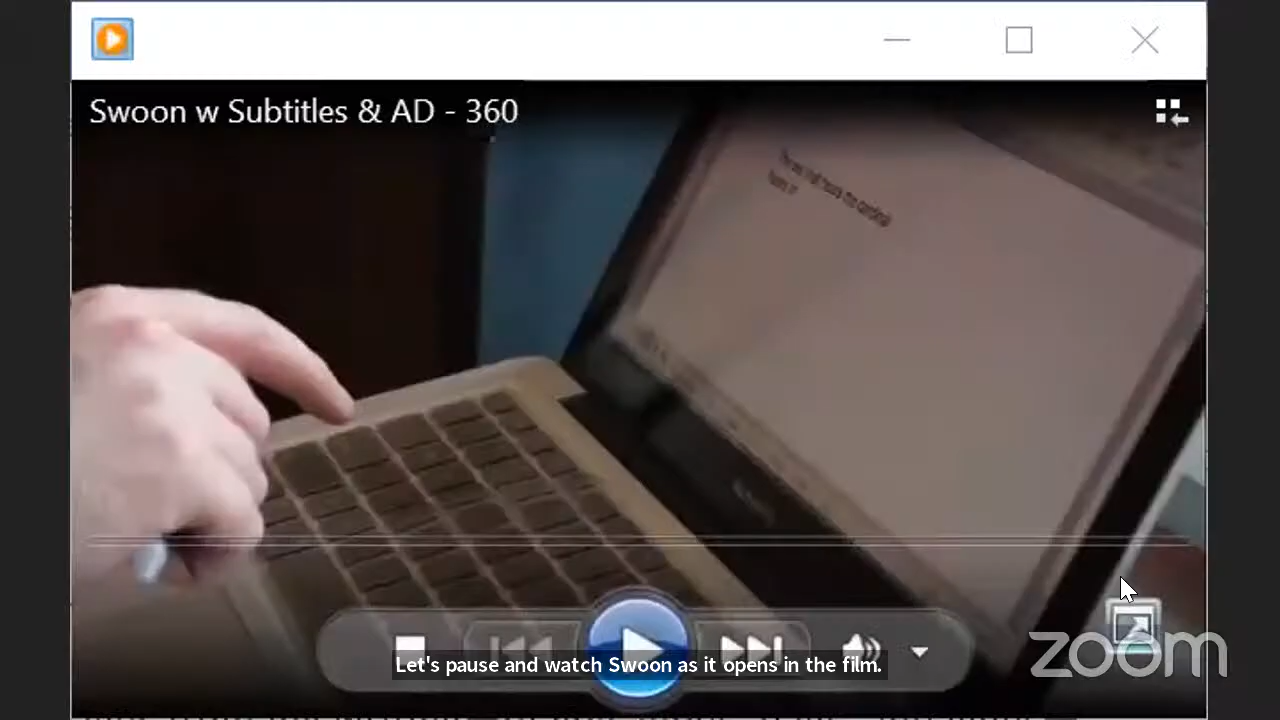 Swoon w Subtitles & AD - 360
Let's pause and watch Swoon as it opens in the film.
zoom